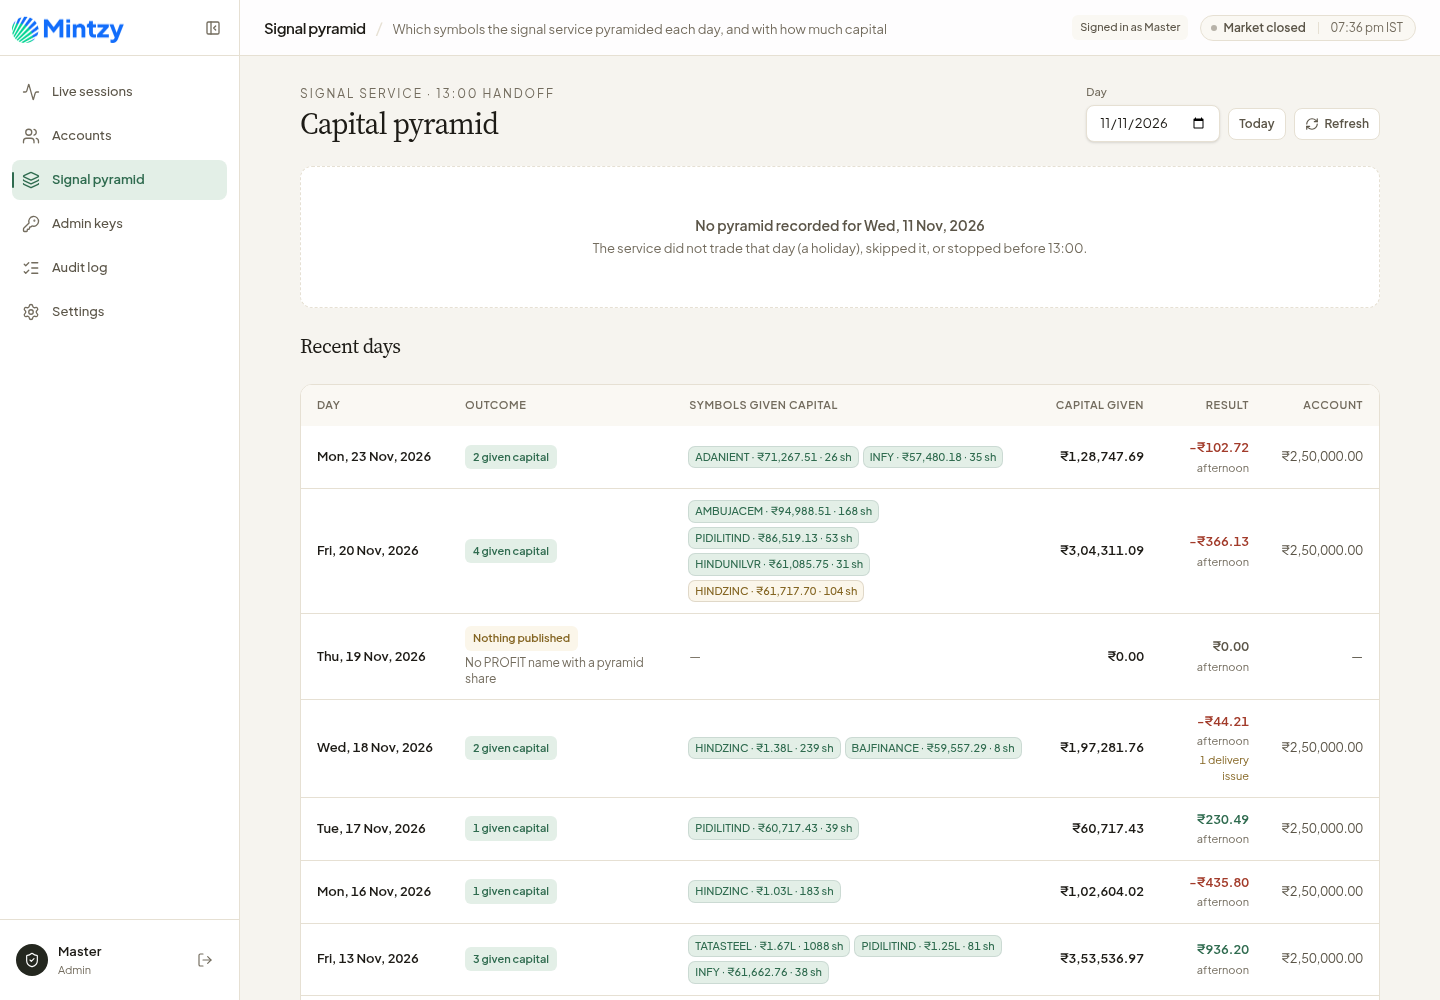 Mintzy
Signal pyramid / Which symbols the signal service pyramided each day, and with how much capital
Signed in as Master
Market closed | 07:36 pm IST
Live sessions
Accounts
Signal pyramid
Admin keys
Audit log
Settings
Master
Admin
SIGNAL SERVICE · 13:00 HANDOFF
Capital pyramid
Day
11/11/2026
Today
Refresh
No pyramid recorded for Wed, 11 Nov, 2026
The service did not trade that day (a holiday), skipped it, or stopped before 13:00.
Recent days
DAY OUTCOME SYMBOLS GIVEN CAPITAL CAPITAL GIVEN RESULT ACCOUNT
Mon, 23 Nov, 2026 2 given capital ADANIENT · ₹71,267.51 · 26 sh INFY · ₹57,480.18 · 35 sh ₹1,28,747.69 -₹102.72 ₹2,50,000.00
afternoon
AMBUJACEM · ₹94,988.51 · 168 sh
PIDILITIND · ₹86,519.13 · 53 sh
Fri, 20 Nov, 2026 4 given capital ₹3,04,311.09 -₹366.13 ₹2,50,000.00
HINDUNILVR · ₹61,085.75 · 31 sh afternoon
HINDZINC · ₹61,717.70 · 104 sh
Nothing published
Thu, 19 Nov, 2026 — ₹0.00 ₹0.00 —
No PROFIT name with a pyramid afternoon
share
Wed, 18 Nov, 2026 2 given capital HINDZINC · ₹1.38L · 239 sh BAJFINANCE · ₹59,557.29 · 8 sh ₹1,97,281.76 -₹44.21 ₹2,50,000.00
afternoon
1 delivery
issue
Tue, 17 Nov, 2026 1 given capital PIDILITIND · ₹60,717.43 · 39 sh ₹60,717.43 ₹230.49 ₹2,50,000.00
afternoon
Mon, 16 Nov, 2026 1 given capital HINDZINC · ₹1.03L · 183 sh ₹1,02,604.02 -₹435.80 ₹2,50,000.00
afternoon
Fri, 13 Nov, 2026 3 given capital TATASTEEL · ₹1.67L · 1088 sh PIDILITIND · ₹1.25L · 81 sh ₹3,53,536.97 ₹936.20 ₹2,50,000.00
INFY · ₹61,662.76 · 38 sh afternoon